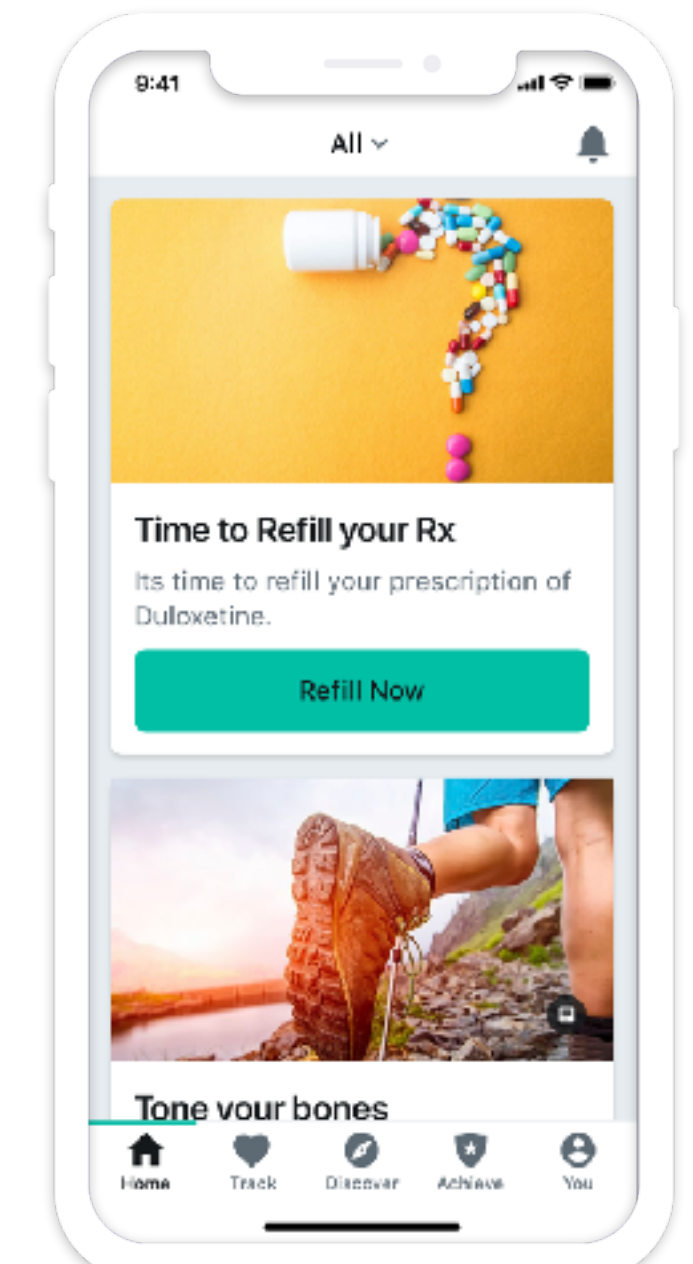 9:41
All
Time to Refill your Rx
Its time to refill your prescription of
Duloxetine.
Refill Now
Tone your bones
Home
Track
Discover
Achieve
You